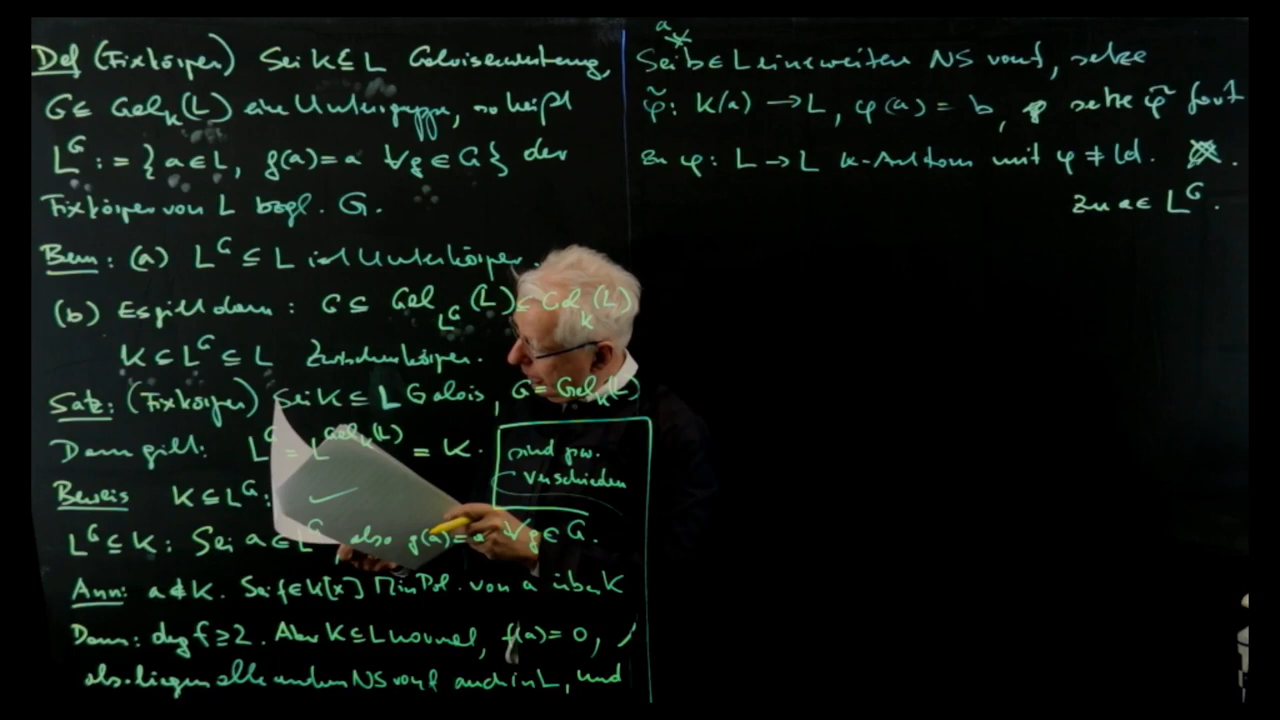 Def (Fixkörper) Sei K ⊆ L Galoiserweiterung,
G ⊆ Gal_K(L) eine Untergruppe, so heißt
L^G := { a ∈ L, g(a) = a ∀ g ∈ G } der
Fixkörper von L bzgl. G.
Bem: (a) L^G ⊆ L ist Unterkörper.
(b) Es gilt dann: G ⊆ Gal_{L^G}(L) ⊆ Gal_K(L)
K ⊆ L^G ⊆ L Zwischenkörper.
Satz: (Fixkörper) Sei K ⊆ L Galois, G = Gal_K(L)
Dann gilt: L^G = L^{Gal_K(L)} = K.
Beweis K ⊆ L^G: ✓
L^G ⊆ K: Sei a ∈ L^G, also g(a) = a ∀ g ∈ G.
Ann: a ∉ K. Sei f ∈ K[x] MinPol. von a über K
Dann: deg f ≥ 2. Aber K ⊆ L normal, f(a) = 0,
also liegen alle anderen NS von f auch in L, und
sind pw.
verschieden
a
Sei b ∈ L eine weitere NS von f, setze
φ̃: K(a) → L, φ(a) = b, setze φ̃ fort
zu φ: L → L K-Autom mit φ ≠ Id.
zu a ∈ L^G.